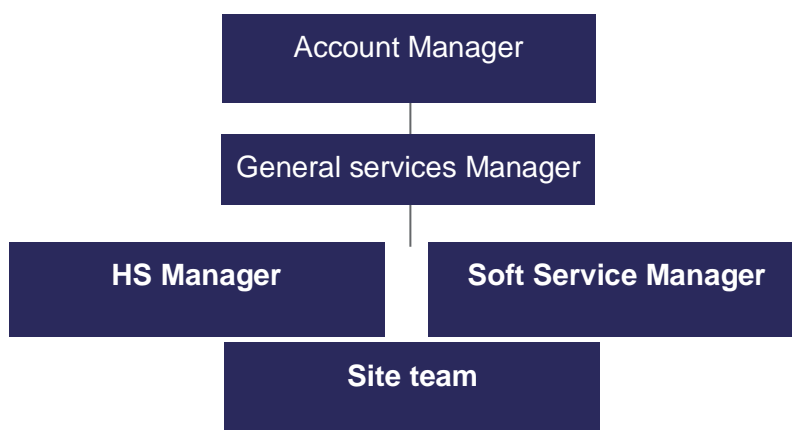 Account Manager
General services Manager
HS Manager
Soft Service Manager
Site team